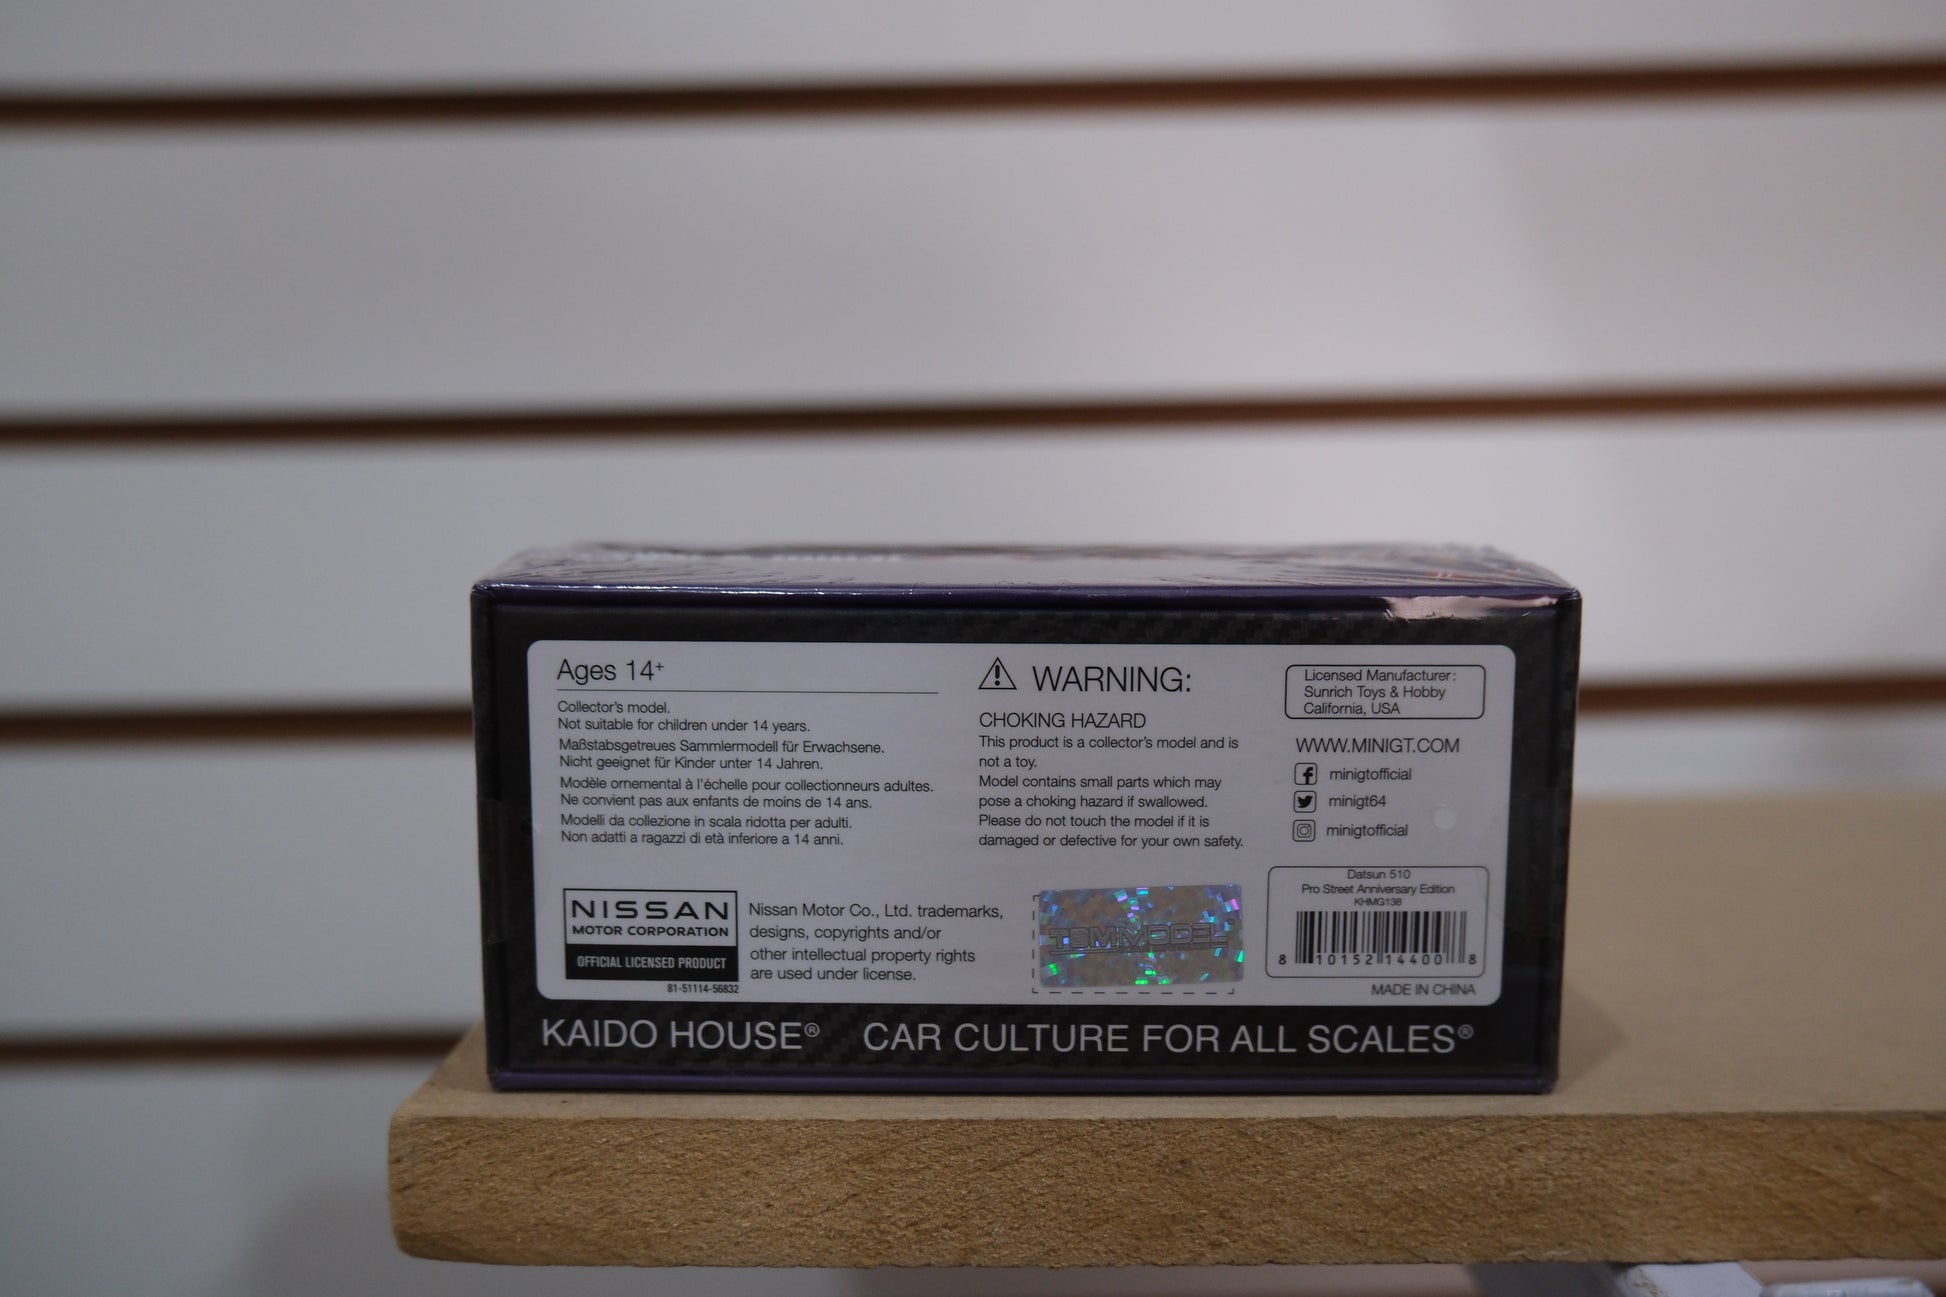 Ages 14+
Collector's model.
Not suitable for children under 14 years.
Maßstabsgetreues Sammlermodell für Erwachsene.
Nicht geeignet für Kinder unter 14 Jahren.
Modèle ornemental à l'échelle pour collectionneurs adultes.
Ne convient pas aux enfants de moins de 14 ans.
Modelli da collezione in scala ridotta per adulti.
Non adatti a ragazzi di età inferiore a 14 anni.
NISSAN
MOTOR CORPORATION
OFFICIAL LICENSED PRODUCT
81-51114-56832
Nissan Motor Co., Ltd. trademarks,
designs, copyrights and/or
other intellectual property rights
are used under license.
WARNING:
CHOKING HAZARD
This product is a collector's model and is
not a toy.
Model contains small parts which may
pose a choking hazard if swallowed.
Please do not touch the model if it is
damaged or defective for your own safety.
TSMMODEL
Licensed Manufacturer:
Sunrich Toys & Hobby
California, USA
WWW.MINIGT.COM
minigtofficial
minigt64
minigtofficial
Datsun 510
Pro Street Anniversary Edition
KHMG138
8 10152 14400 8
MADE IN CHINA
KAIDO HOUSE® CAR CULTURE FOR ALL SCALES®